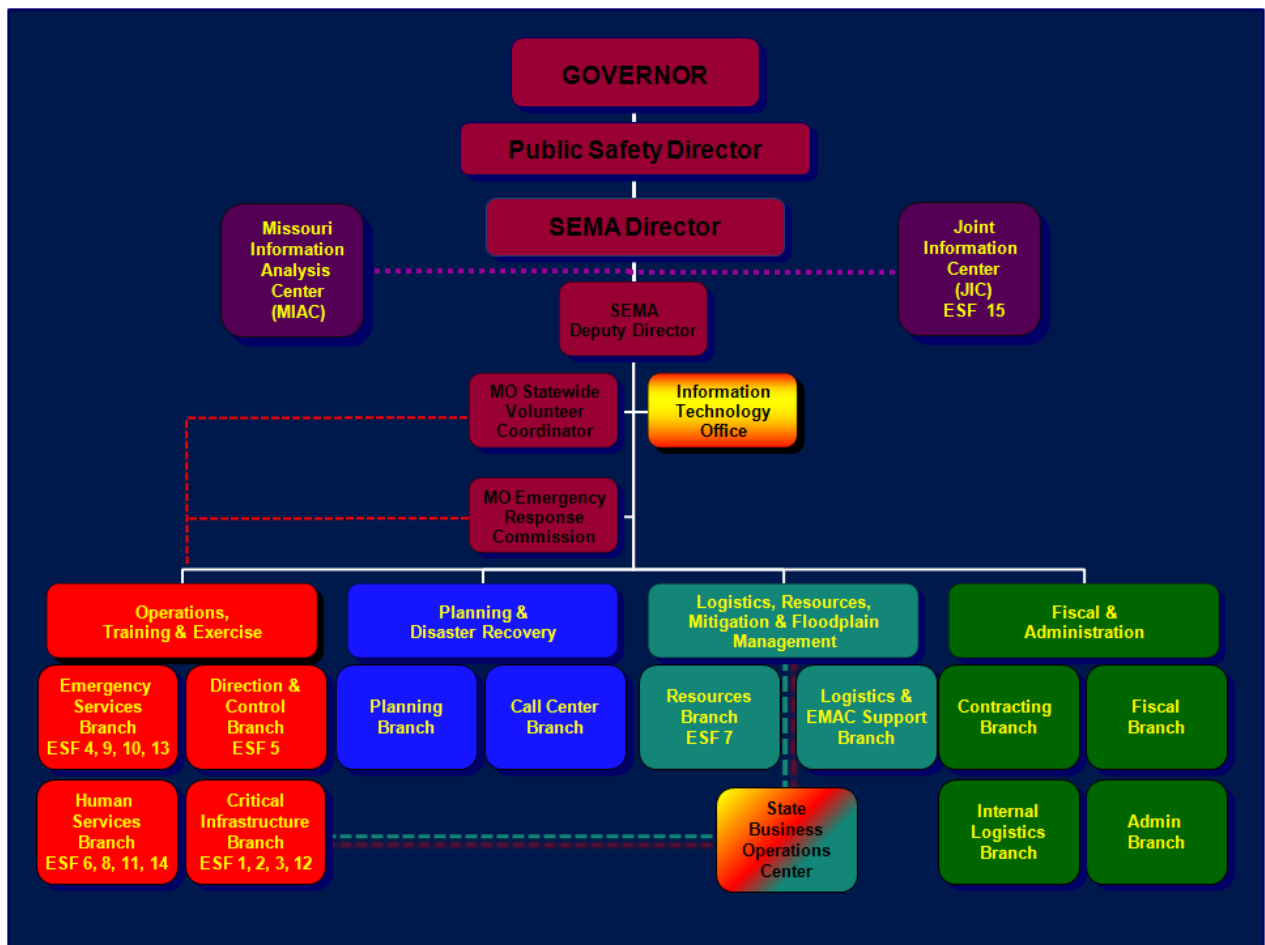 GOVERNOR
Public Safety Director
SEMA Director
Missouri
Information
Analysis
Center
(MIAC)
Joint
Information
Center
(JIC)
ESF 15
SEMA
Deputy Director
MO Statewide
Volunteer
Coordinator
Information
Technology
Office
MO Emergency
Response
Commission
Operations,
Training & Exercise
Planning &
Disaster Recovery
Logistics, Resources,
Mitigation & Floodplain
Management
Fiscal &
Administration
Emergency
Services
Branch
ESF 4, 9, 10, 13
Direction &
Control
Branch
ESF 5
Planning
Branch
Call Center
Branch
Resources
Branch
ESF 7
Logistics &
EMAC Support
Branch
Contracting
Branch
Fiscal
Branch
Human
Services
Branch
ESF 6, 8, 11, 14
Critical
Infrastructure
Branch
ESF 1, 2, 3, 12
State
Business
Operations
Center
Internal
Logistics
Branch
Admin
Branch